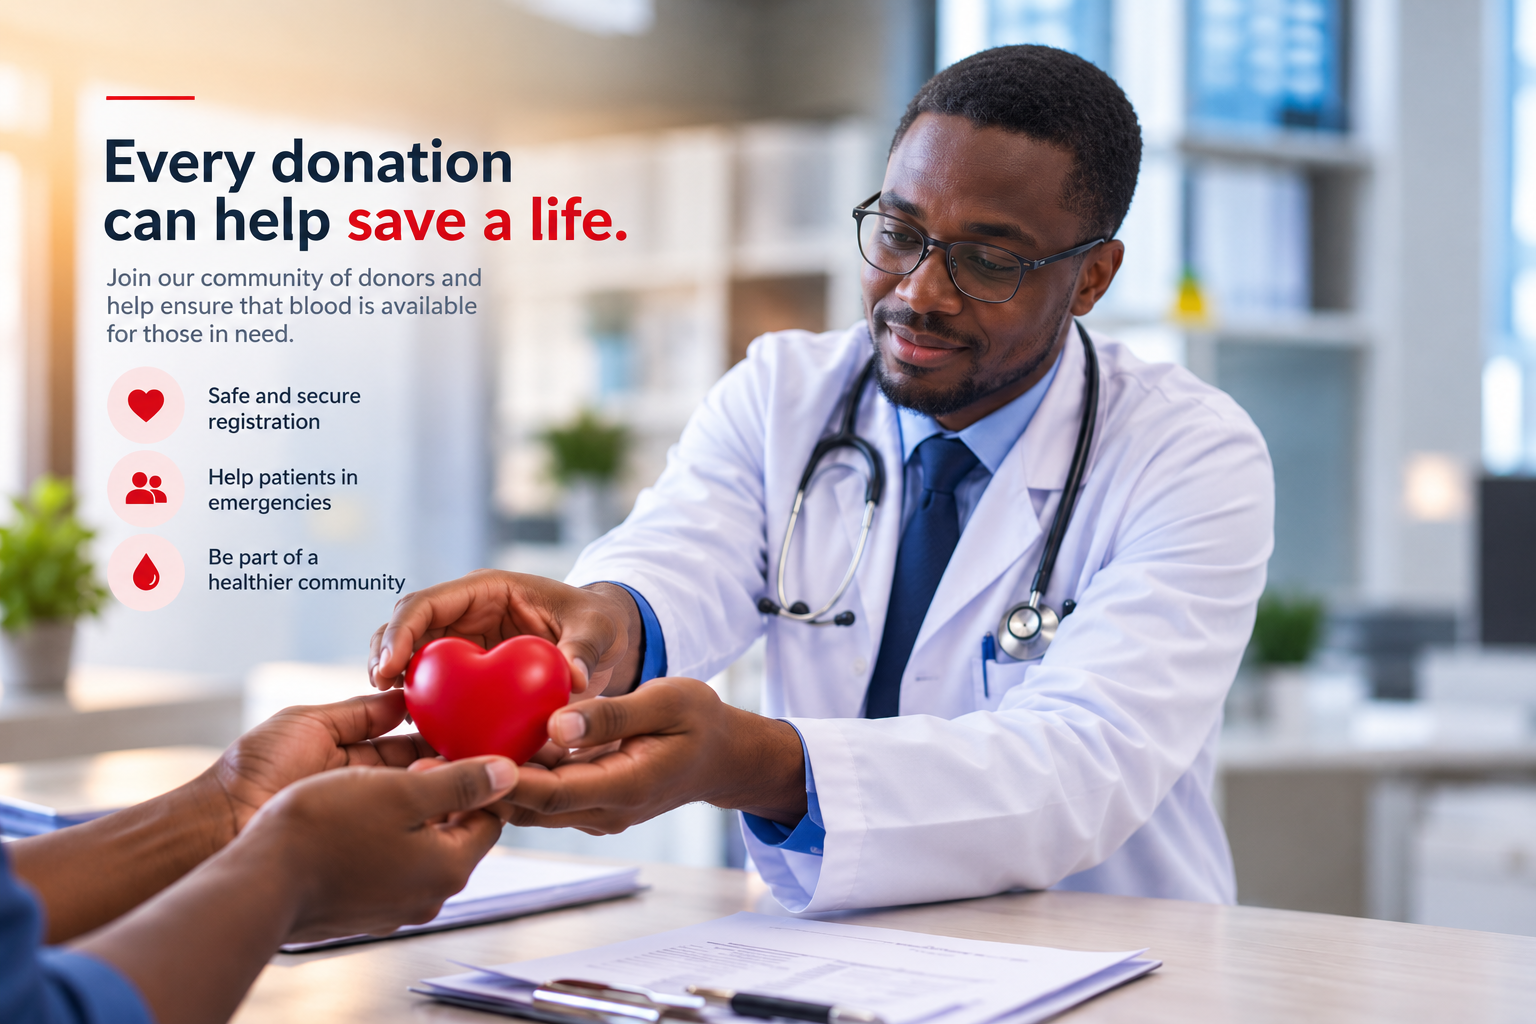 Every donation
can help save a life.
Join our community of donors and
help ensure that blood is available
for those in need.
Safe and secure
registration
Help patients in
emergencies
Be part of a
healthier community